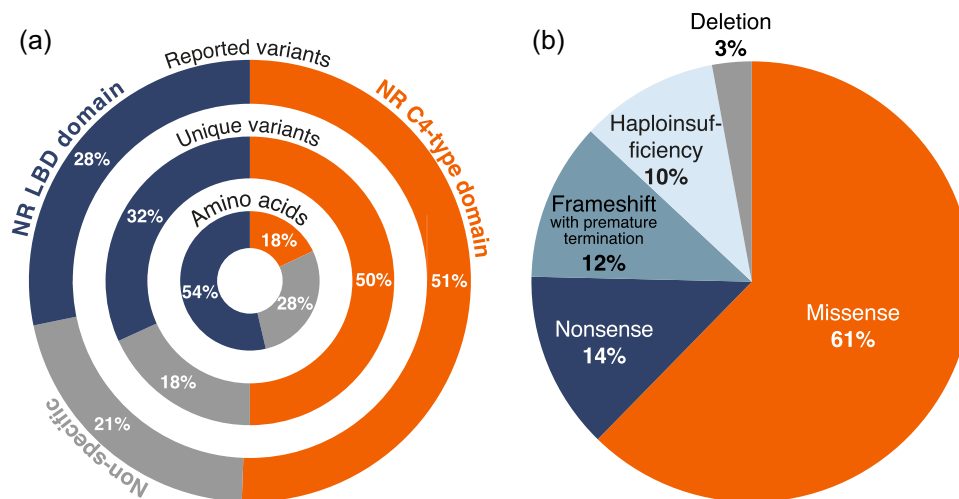 (a)
Reported variants
NR LBD domain
NR C4-type domain
28%
Unique variants
32%
Amino acids
18%
54%
28%
50%
51%
18%
21%
Non-specific
(b)
Deletion
3%
Haploinsuf-
ficiency
10%
Frameshift
with premature
termination
12%
Nonsense
14%
Missense
61%